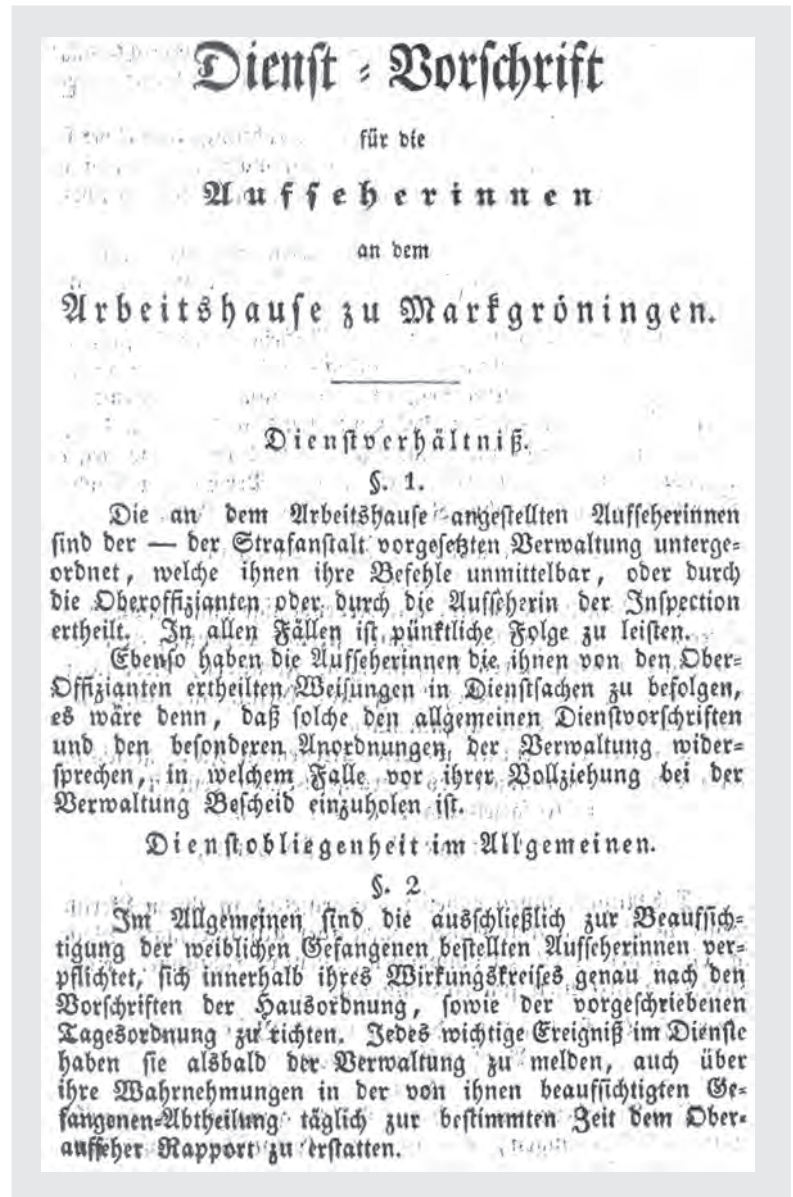 Dienst-Vorschrift
für die
Aufseherinnen
an dem
Arbeitshause zu Markgröningen.
Dienstverhältniß.
§. 1.
Die an dem Arbeitshause angestellten Aufseherinnen
sind der — der Strafanstalt vorgesetzten Verwaltung unterge-
ordnet, welche ihnen ihre Befehle unmittelbar, oder durch
die Oberoffizianten oder durch die Aufseherin der Inspection
ertheilt. In allen Fällen ist pünktliche Folge zu leisten.
Ebenso haben die Aufseherinnen die ihnen von den Ober-
Offizianten ertheilten Weisungen in Dienstsachen zu befolgen,
es wäre denn, daß solche den allgemeinen Dienstvorschriften
und den besonderen Anordnungen der Verwaltung wider-
sprechen, in welchem Falle vor ihrer Vollziehung bei der
Verwaltung Bescheid einzuholen ist.
Dienstobliegenheit im Allgemeinen.
§. 2
Im Allgemeinen sind die ausschließlich zur Beaufsich-
tigung der weiblichen Gefangenen bestellten Aufseherinnen ver-
pflichtet, sich innerhalb ihres Wirkungskreises genau nach den
Vorschriften der Hausordnung, sowie der vorgeschriebenen
Tagesordnung zu richten. Jedes wichtige Ereigniß im Dienste
haben sie alsbald der Verwaltung zu melden, auch über
ihre Wahrnehmungen in der von ihnen beaufsichtigten Ge-
fangenen-Abtheilung täglich zur bestimmten Zeit dem Ober-
aufseher Rapport zu erstatten.